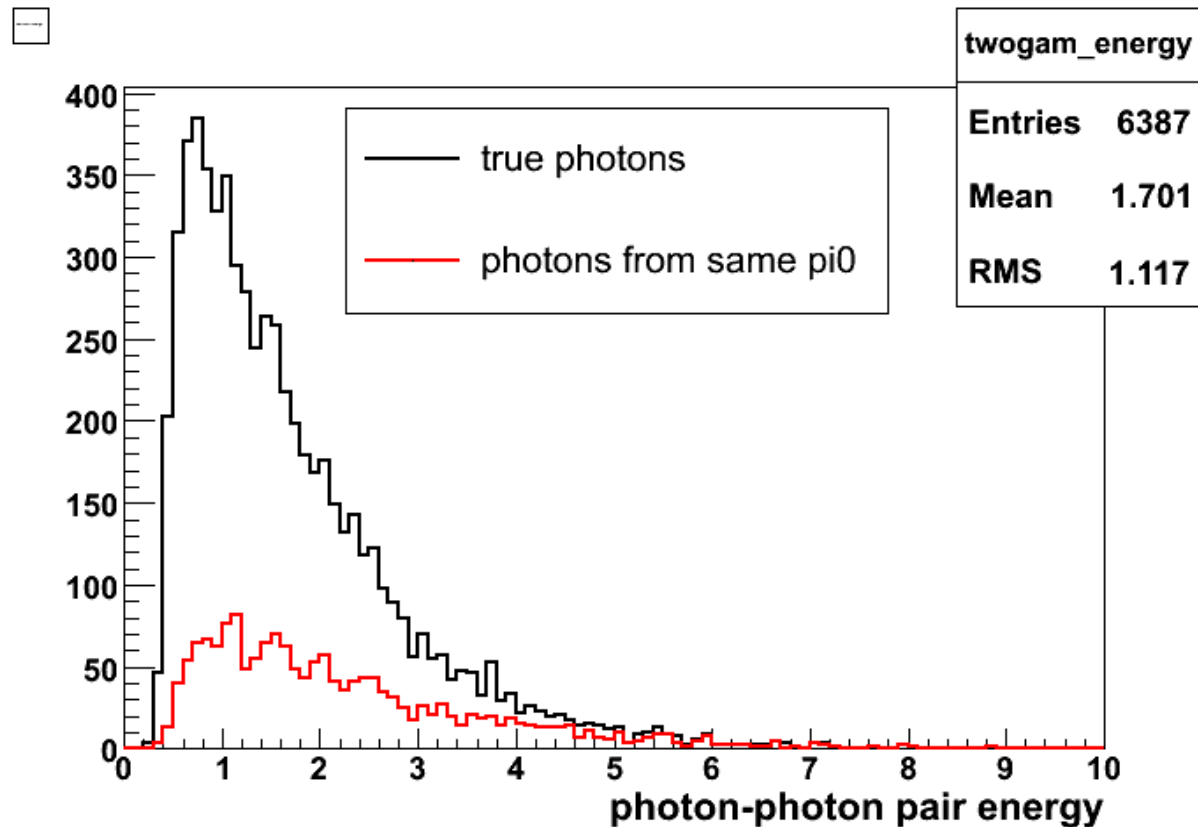 twogam_energy
Entries 6387
Mean 1.701
RMS 1.117
true photons
photons from same pi0
400
350
300
250
200
150
100
50
0
0 1 2 3 4 5 6 7 8 9 10
photon-photon pair energy